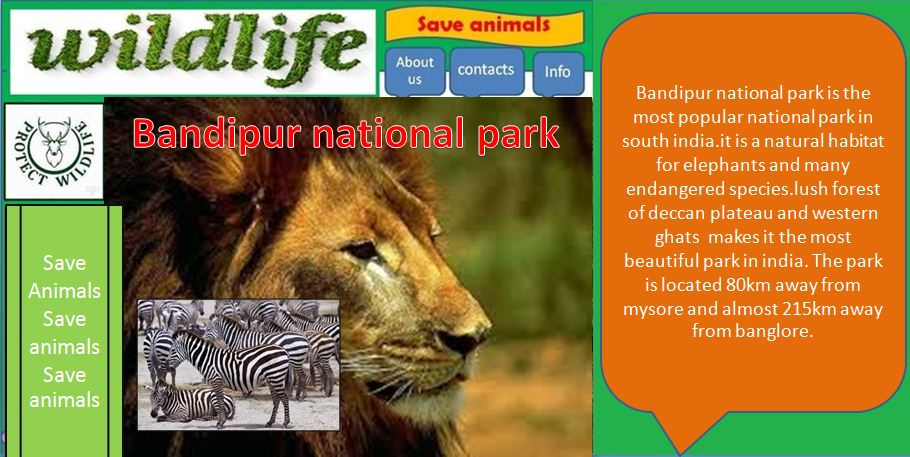 wildlife
Save animals
About
us
contacts
Info
PROTECT WILDLIFE
Bandipur national park
Save
Animals
Save
animals
Save
animals
Bandipur national park is the
most popular national park in
south india.it is a natural habitat
for elephants and many
endangered species.lush forest
of deccan plateau and western
ghats makes it the most
beautiful park in india. The park
is located 80km away from
mysore and almost 215km away
from banglore.